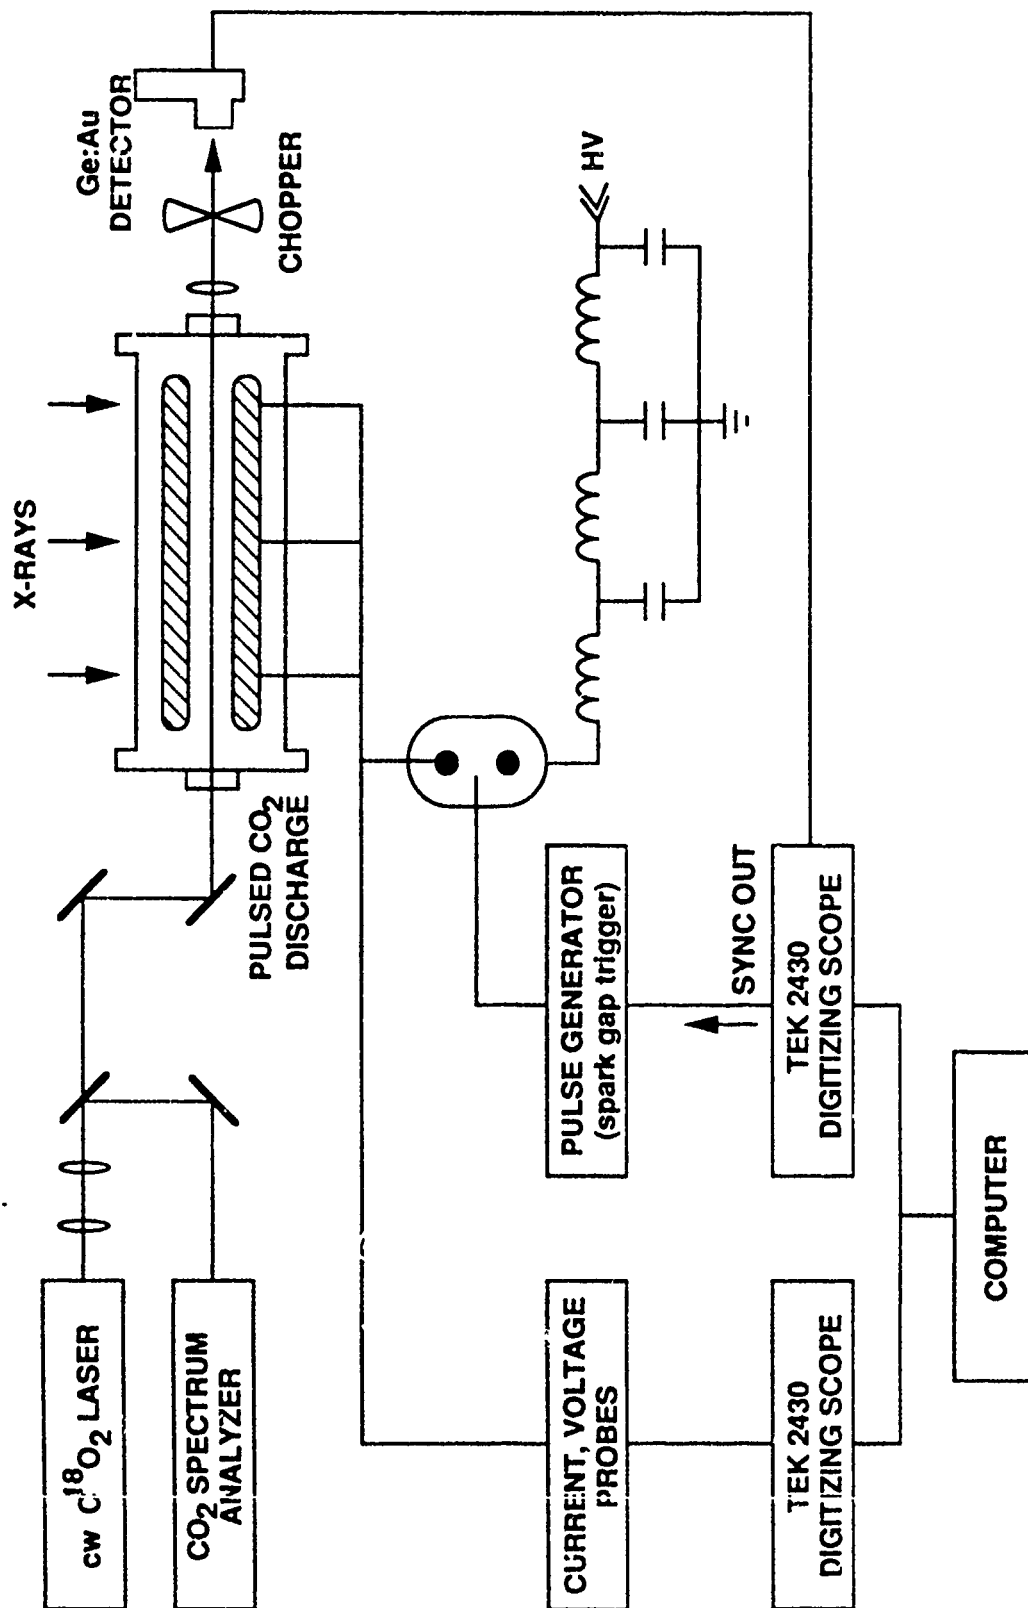 X-RAYS
Ge:Au
DETECTOR
CHOPPER
HV
PULSED CO₂
DISCHARGE
cw C¹⁸O₂ LASER
CO₂ SPECTRUM
ANALYZER
PULSE GENERATOR
(spark gap trigger)
SYNC OUT
CURRENT, VOLTAGE
PROBES
TEK 2430
DIGITIZING SCOPE
TEK 2430
DIGITIZING SCOPE
COMPUTER